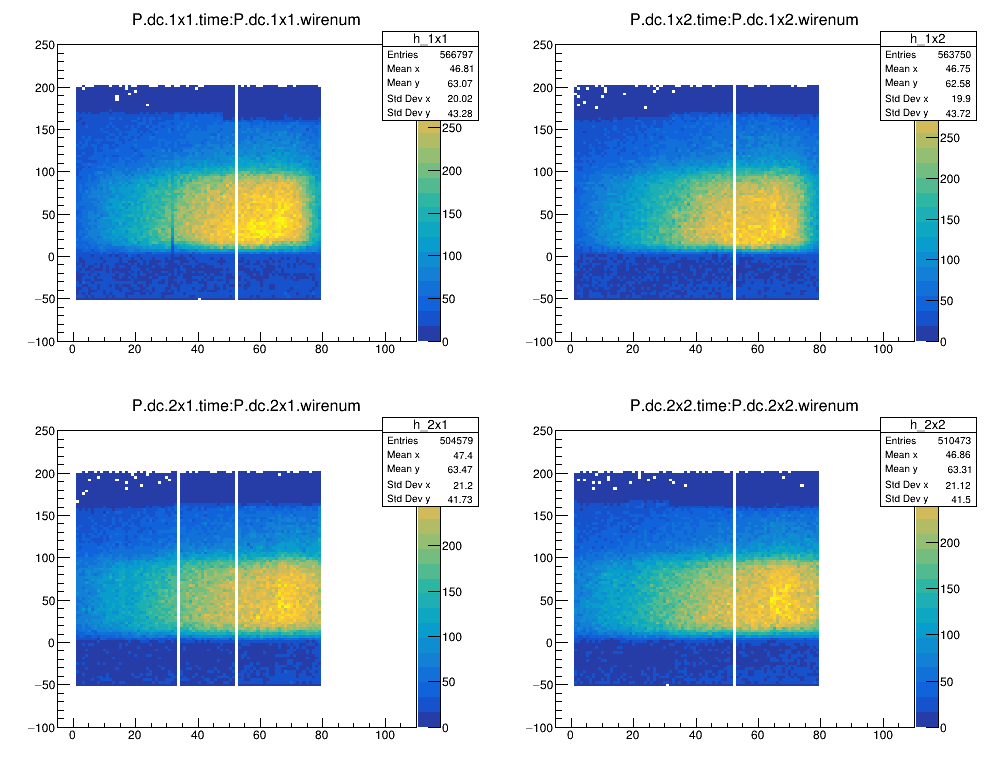 P.dc.1x1.time:P.dc.1x1.wirenum
h_1x1
Entries 566797
Mean x 46.81
Mean y 63.07
Std Dev x 20.02
Std Dev y 43.28
250
200
150
100
50
0
−50
−100
0 20 40 60 80 100
250
200
150
100
50
0
P.dc.1x2.time:P.dc.1x2.wirenum
h_1x2
Entries 563750
Mean x 46.75
Mean y 62.58
Std Dev x 19.9
Std Dev y 43.72
250
200
150
100
50
0
−50
−100
0 20 40 60 80 100
250
200
150
100
50
0
P.dc.2x1.time:P.dc.2x1.wirenum
h_2x1
Entries 504579
Mean x 47.4
Mean y 63.47
Std Dev x 21.2
Std Dev y 41.73
250
200
150
100
50
0
−50
−100
0 20 40 60 80 100
200
150
100
50
0
P.dc.2x2.time:P.dc.2x2.wirenum
h_2x2
Entries 510473
Mean x 46.86
Mean y 63.31
Std Dev x 21.12
Std Dev y 41.5
250
200
150
100
50
0
−50
−100
0 20 40 60 80 100
200
150
100
50
0